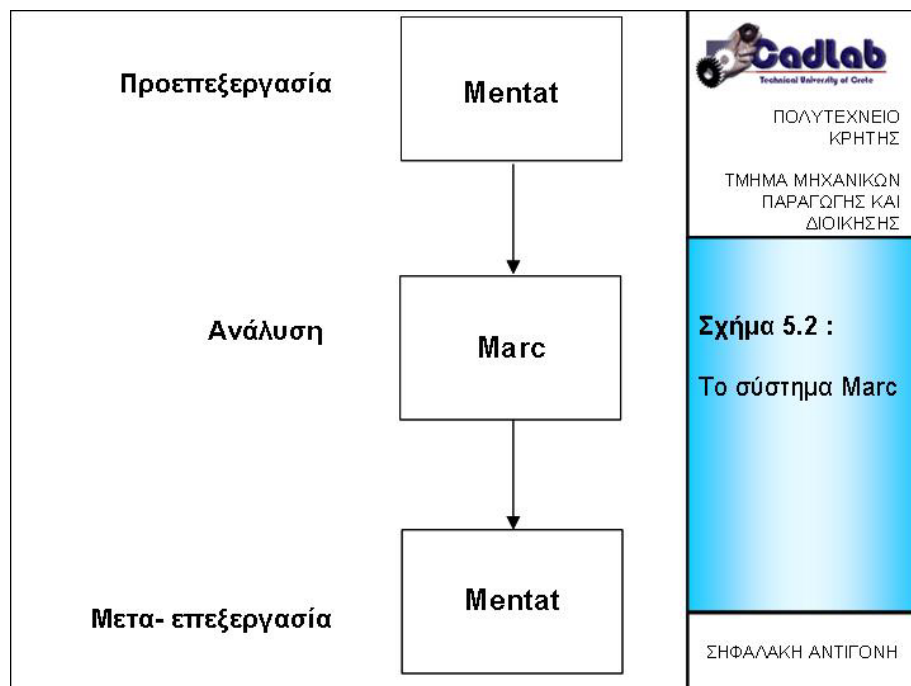 Προεπεξεργασία
Mentat
Ανάλυση
Marc
Μετα- επεξεργασία
Mentat
CadLab
Technical University of Crete
ΠΟΛΥΤΕΧΝΕΙΟ
ΚΡΗΤΗΣ
ΤΜΗΜΑ ΜΗΧΑΝΙΚΩΝ
ΠΑΡΑΓΩΓΗΣ ΚΑΙ
ΔΙΟΙΚΗΣΗΣ
Σχήμα 5.2 :
Το σύστημα Marc
ΣΗΦΑΛΑΚΗ ΑΝΤΙΓΟΝΗ